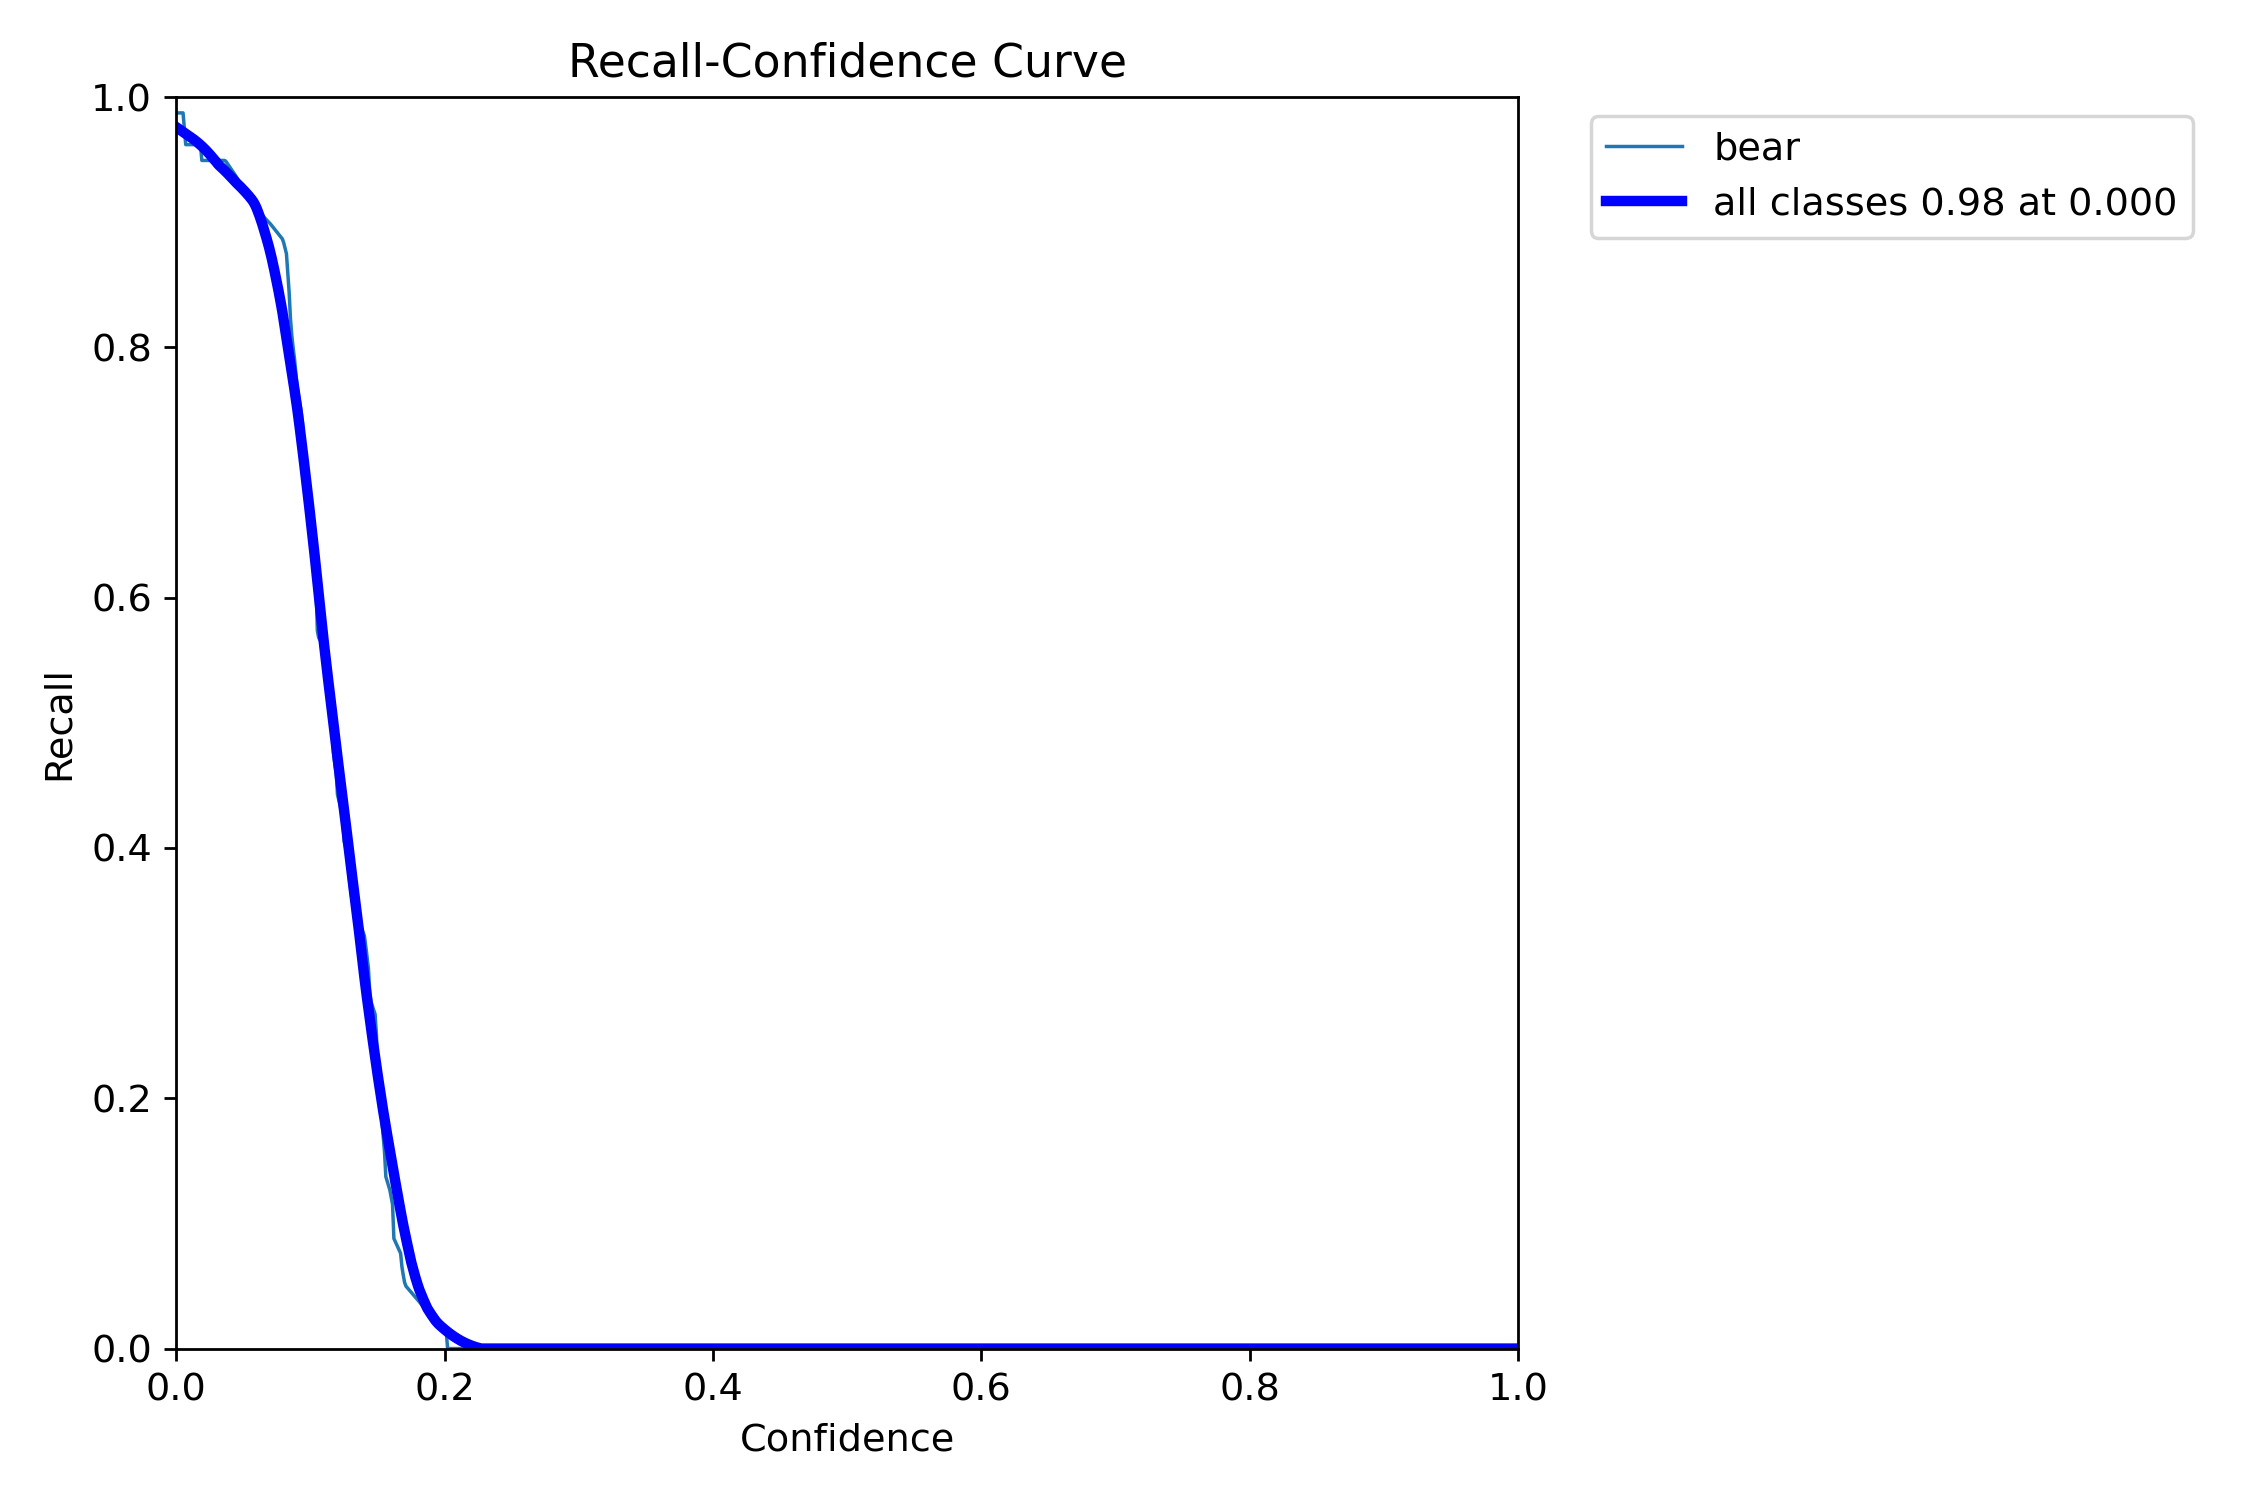 Recall-Confidence Curve
bear
all classes 0.98 at 0.000
1.0
0.8
0.6
0.4
0.2
0.0
Recall
0.0 0.2 0.4 0.6 0.8 1.0
Confidence